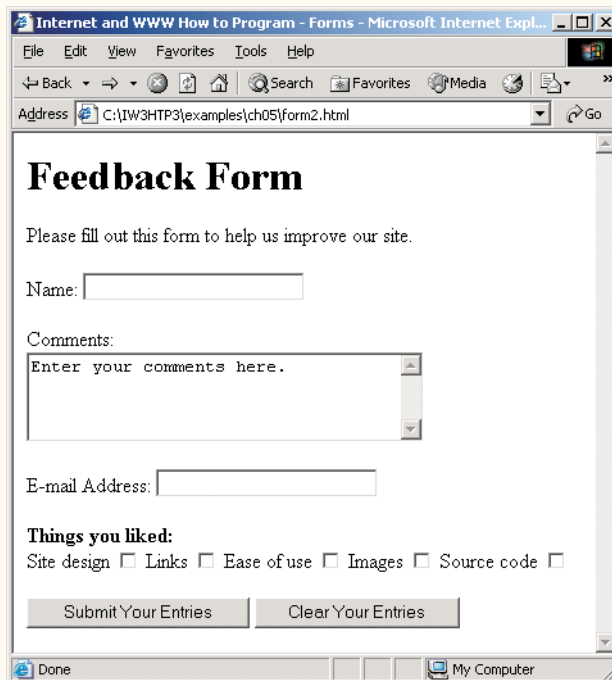 Internet and WWW How to Program - Forms - Microsoft Internet Expl...
File Edit View Favorites Tools Help
Back Search Favorites Media »
Address C:\IW3HTP3\examples\ch05\form2.html Go
Feedback Form
Please fill out this form to help us improve our site.
Name:
Comments:
Enter your comments here.
E-mail Address:
Things you liked:
Site design Links Ease of use Images Source code
Submit Your Entries Clear Your Entries
Done My Computer